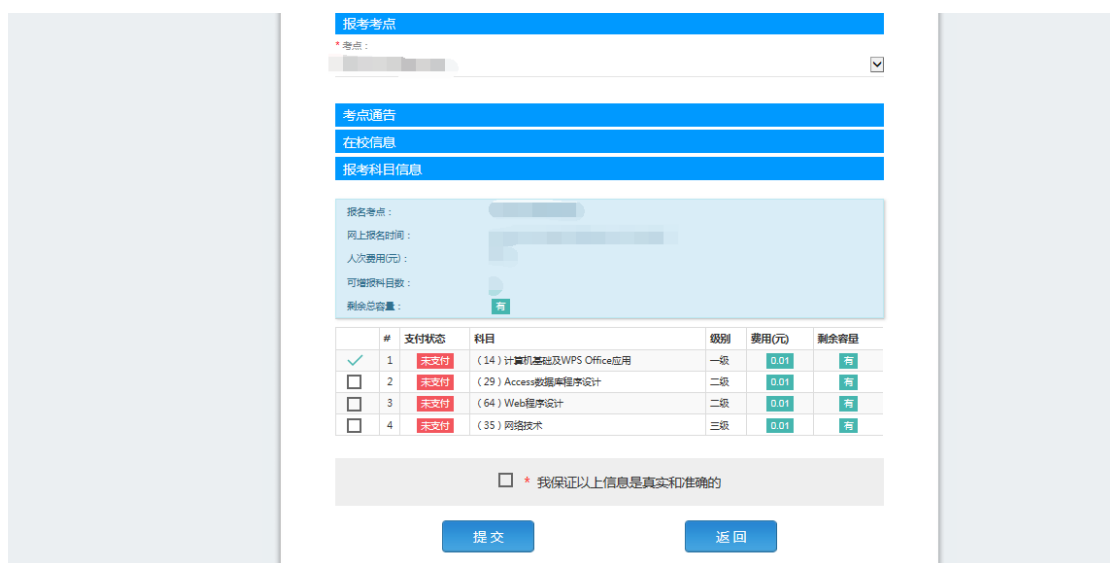 报考考点
* 考点：
考点通告
在校信息
报考科目信息
报名考点：
网上报名时间：
人次费用(元)：
可增报科目数：
剩余总容量： 有
# 支付状态 科目 级别 费用(元) 剩余容量
1 未支付 （14）计算机基础及WPS Office应用 一级 0.01 有
2 未支付 （29）Access数据库程序设计 二级 0.01 有
3 未支付 （64）Web程序设计 二级 0.01 有
4 未支付 （35）网络技术 三级 0.01 有
* 我保证以上信息是真实和准确的
提交 返回